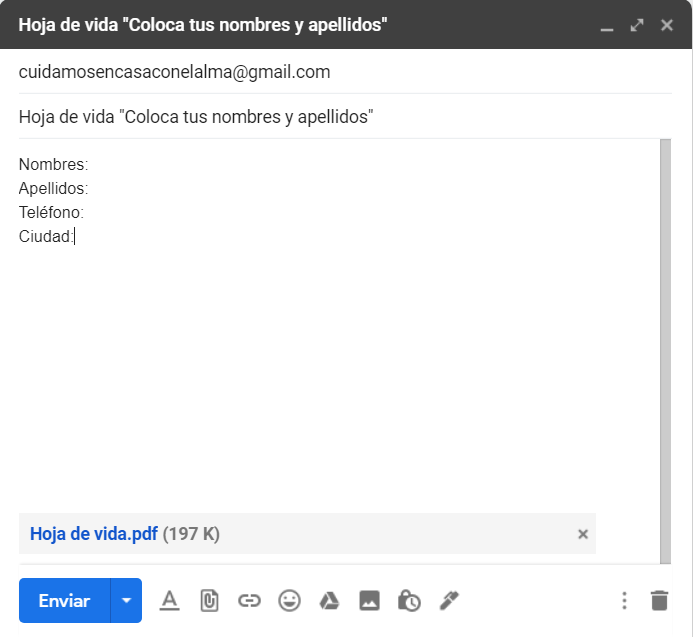 Hoja de vida "Coloca tus nombres y apellidos"
cuidamosencasaconelalma@gmail.com
Hoja de vida "Coloca tus nombres y apellidos"
Nombres:
Apellidos:
Teléfono:
Ciudad:
Hoja de vida.pdf (197 K)
Enviar